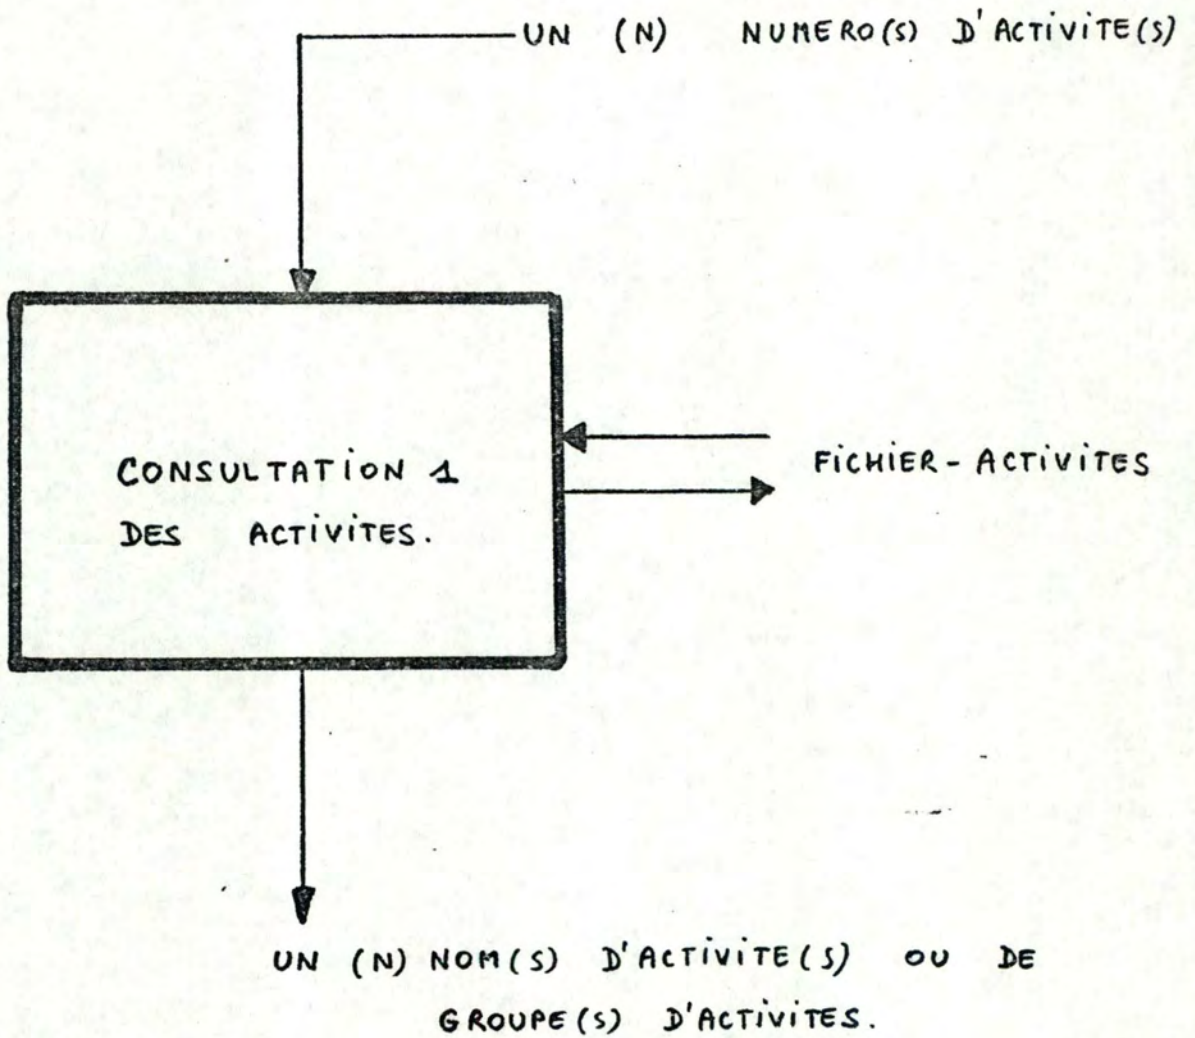 UN (N) NUMERO(S) D'ACTIVITE(S)
CONSULTATION 1
DES ACTIVITES.
FICHIER-ACTIVITES
UN (N) NOM(S) D'ACTIVITE(S) OU DE
GROUPE(S) D'ACTIVITES.